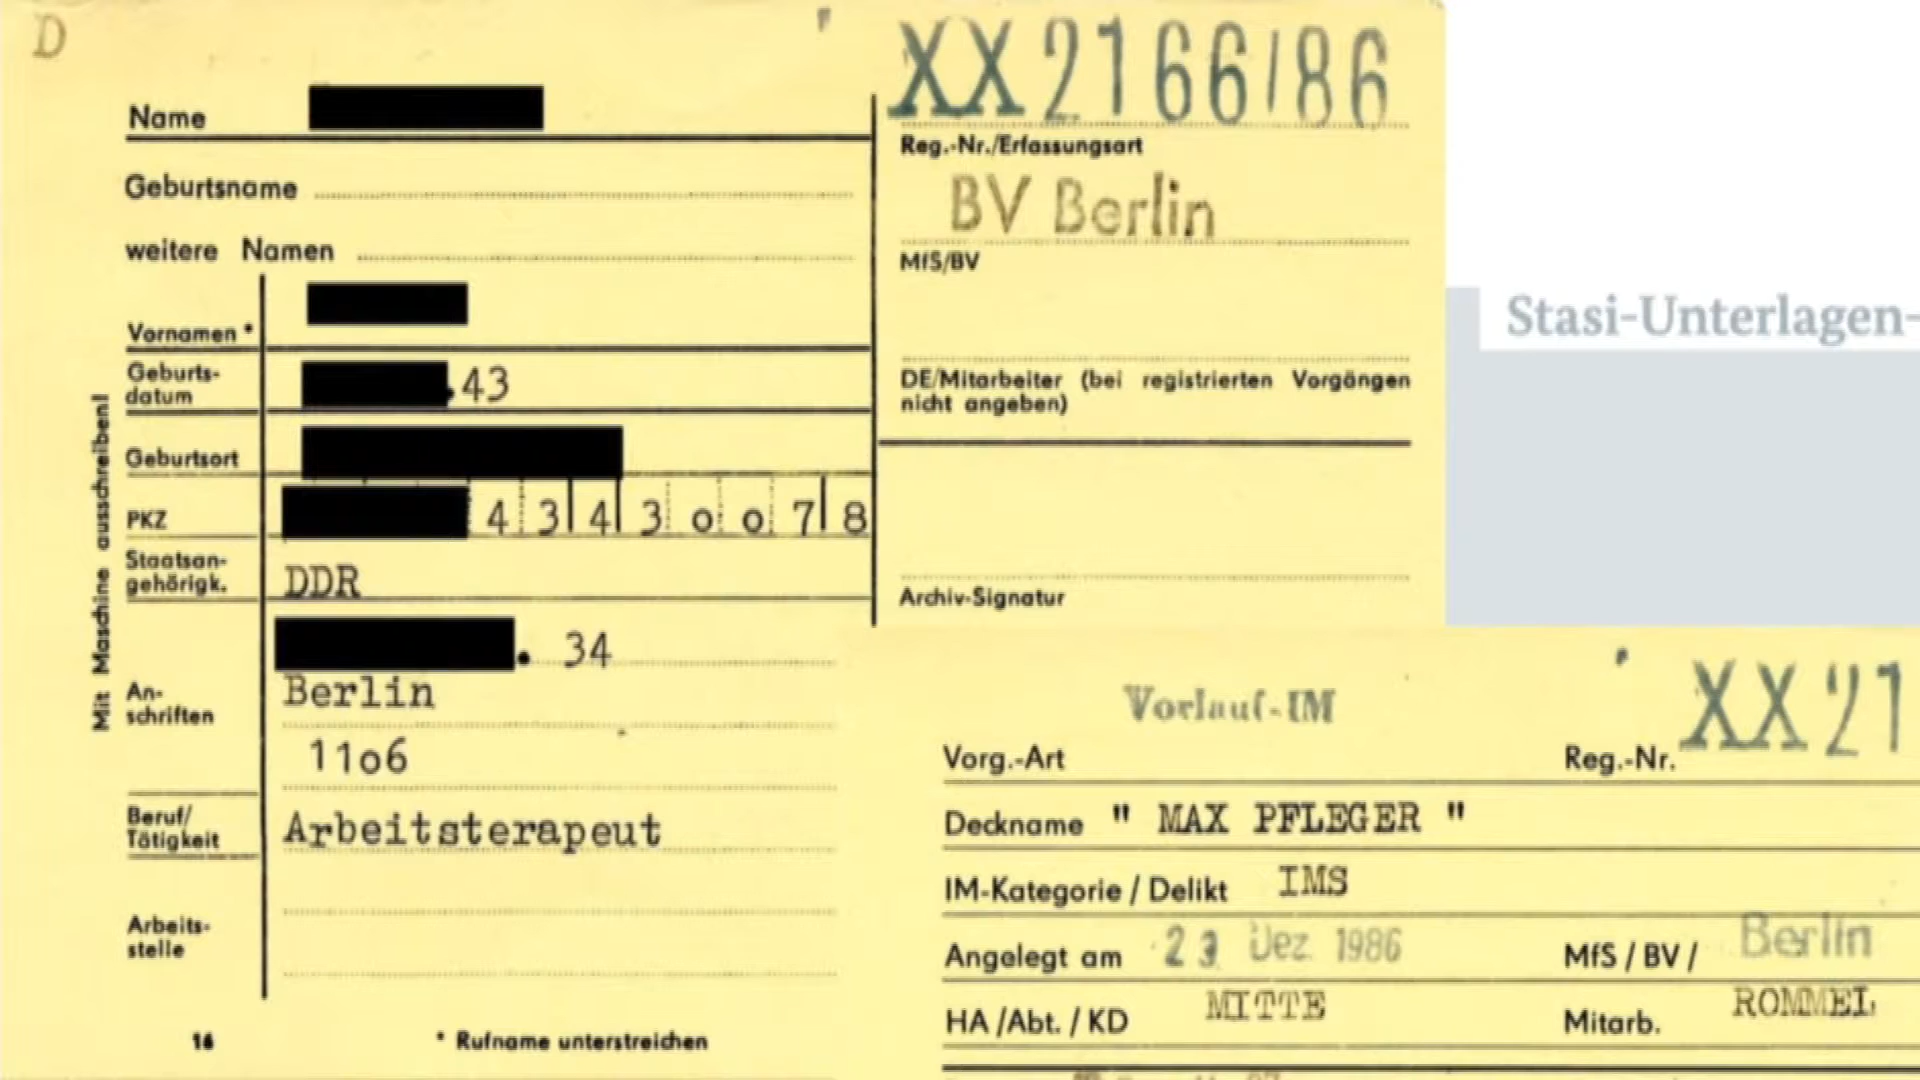 D
XX 2166/86
Name
Reg.-Nr./Erfassungsart
Geburtsname
BV Berlin
weitere Namen
MfS/BV
Vornamen *
Stasi-Unterlagen-
Geburts-
datum
.43
DE/Mitarbeiter (bei registrierten Vorgängen
nicht angeben)
Geburtsort
PKZ
4 3 4 3 o o 7 8
Staatsan-
gehörigk.
DDR
Archiv-Signatur
. 34
An-
schriften
Berlin
11o6
Beruf/
Tätigkeit
Arbeitsterapeut
Arbeits-
stelle
Mit Maschine ausschreiben!
16
* Rufname unterstreichen
Vorlauf-IM
Vorg.-Art
Reg.-Nr. XX 21
Deckname " MAX PFLEGER "
IM-Kategorie / Delikt IMS
Angelegt am 23 Dez 1986
MfS / BV / Berlin
HA /Abt. / KD MITTE
Mitarb. ROMMEL